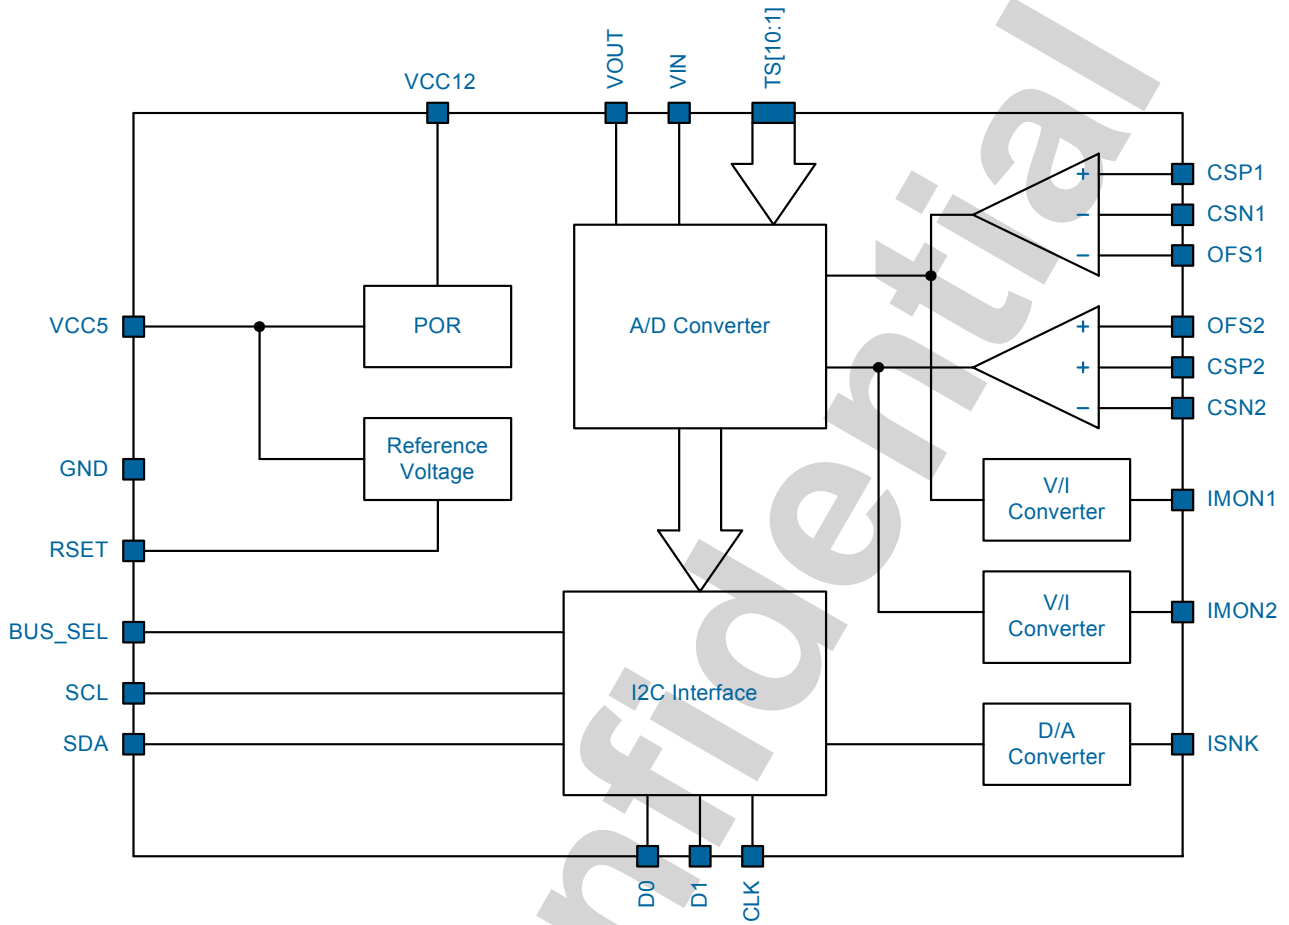 VCC12
VOUT
VIN
TS[10:1]
CSP1
CSN1
OFS1
OFS2
CSP2
CSN2
VCC5
POR
A/D Converter
Reference
Voltage
GND
RSET
V/I
Converter
IMON1
V/I
Converter
IMON2
BUS_SEL
SCL
SDA
I2C Interface
D/A
Converter
ISNK
D0
D1
CLK
+
−
−
+
+
−
nfidential